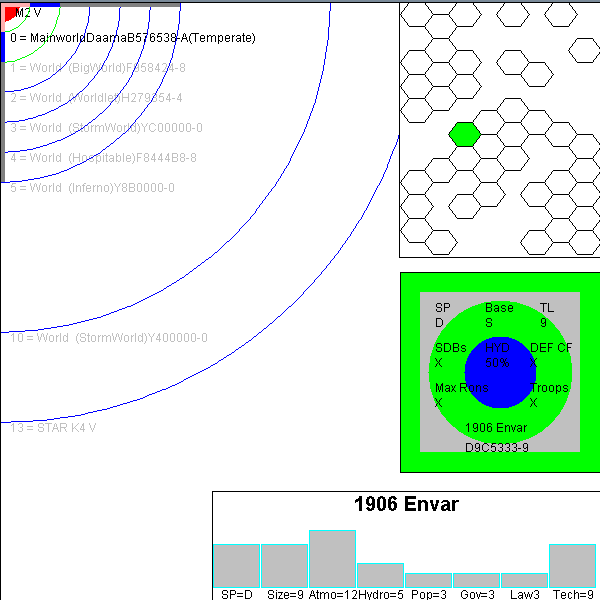 M2 V
0 = MainworldDaamaB576538-A(Temperate)
1 = World (BigWorld)F958424-8
2 = World (Worldlet)H279354-4
3 = World (StormWorld)YC00000-0
4 = World (Hospitable)F8444B8-8
5 = World (Inferno)Y8B0000-0
10 = World (StormWorld)Y400000-0
13 = STAR K4 V
SP Base TL
D S 9
SDBs HYD DEF CF
X 50% X
Max Troops
X X
1906 Envar
D9C5333-9
1906 Envar
SP=D Size=9 Atmo=12 Hydro=5 Pop=3 Gov=3 Law3 Tech=9